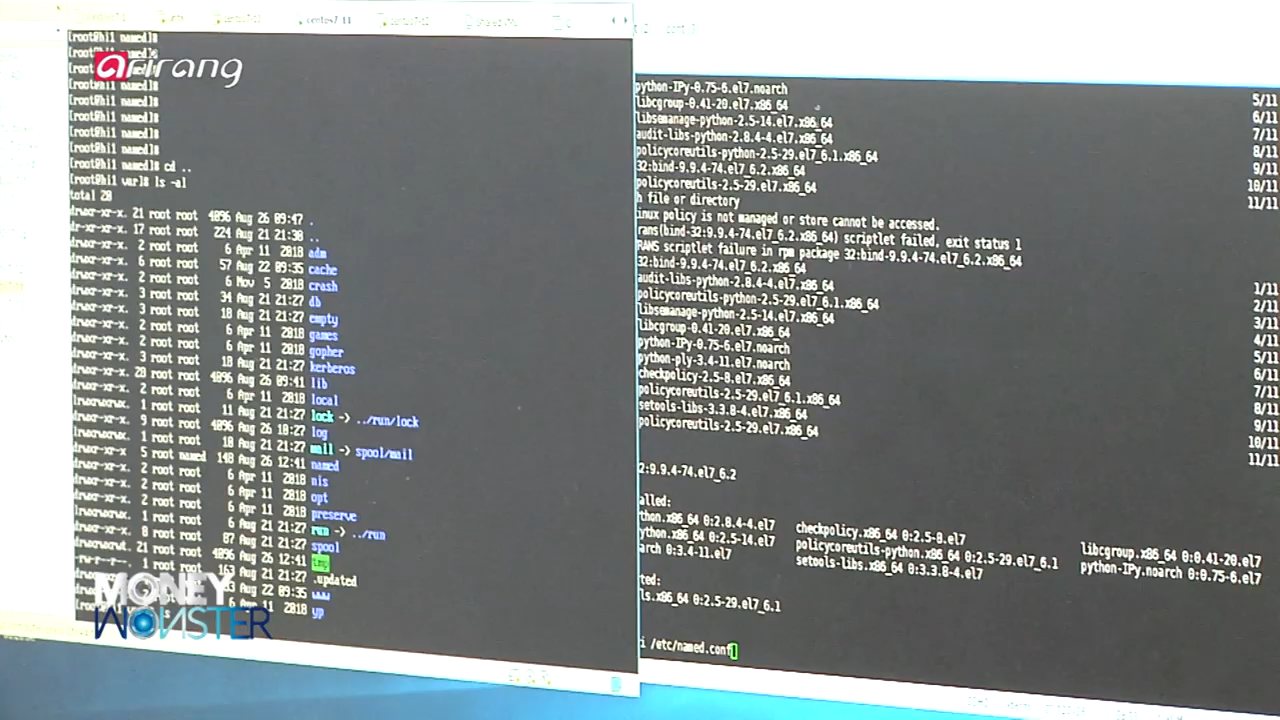 centos7-11
[root@hi1 named]#
[root@hi1 named]#
[root@hi1 named]#
[root@hi1 named]#
[root@hi1 named]#
[root@hi1 named]#
[root@hi1 named]#
[root@hi1 named]#
[root@hi1 named]# cd ..
[root@hi1 var]# ls -al
total 20
drwxr-xr-x. 21 root root 4096 Aug 26 09:47 .
dr-xr-xr-x. 17 root root 224 Aug 21 21:30 ..
drwxr-xr-x. 2 root root 6 Apr 11 2018 adm
drwxr-xr-x. 6 root root 57 Aug 22 09:35 cache
drwxr-xr-x. 2 root root 6 Nov 5 2018 crash
drwxr-xr-x. 3 root root 34 Aug 21 21:27 db
drwxr-xr-x. 3 root root 18 Aug 21 21:27 empty
drwxr-xr-x. 2 root root 6 Apr 11 2018 games
drwxr-xr-x. 2 root root 6 Apr 11 2018 gopher
drwxr-xr-x. 3 root root 18 Aug 21 21:27 kerberos
drwxr-xr-x. 28 root root 4096 Aug 26 09:41 lib
drwxr-xr-x. 2 root root 6 Apr 11 2018 local
lrwxrwxrwx. 1 root root 11 Aug 21 21:27 lock -> ../run/lock
drwxr-xr-x. 9 root root 4096 Aug 26 10:27 log
lrwxrwxrwx. 1 root root 10 Aug 21 21:27 mail -> spool/mail
drwxr-x--- 5 root named 148 Aug 26 12:41 named
drwxr-xr-x. 2 root root 6 Apr 11 2018 nis
drwxr-xr-x. 2 root root 6 Apr 11 2018 opt
drwxr-xr-x. 2 root root 6 Apr 11 2018 preserve
lrwxrwxrwx. 1 root root 6 Aug 21 21:27 run -> ../run
drwxr-xr-x. 8 root root 87 Aug 21 21:27 spool
drwxrwxrwt. 21 root root 4096 Aug 26 12:41 tmp
-rw-r--r--. 1 root root 163 Aug 21 21:27 .updated
33 Aug 22 09:35 www
6 Apr 11 2018 yp
arirang
MONEY
MONSTER
python-IPy-0.75-6.el7.noarch 5/11
libcgroup-0.41-20.el7.x86_64 6/11
libsemanage-python-2.5-14.el7.x86_64 7/11
audit-libs-python-2.8.4-4.el7.x86_64 8/11
policycoreutils-python-2.5-29.el7_6.1.x86_64 9/11
32:bind-9.9.4-74.el7_6.2.x86_64 10/11
policycoreutils-2.5-29.el7.x86_64 11/11
h file or directory
inux policy is not managed or store cannot be accessed.
rans(bind-32:9.9.4-74.el7_6.2.x86_64) scriptlet failed, exit status 1
RANS scriptlet failure in rpm package 32:bind-9.9.4-74.el7_6.2.x86_64
32:bind-9.9.4-74.el7_6.2.x86_64 1/11
audit-libs-python-2.8.4-4.el7.x86_64 2/11
policycoreutils-python-2.5-29.el7_6.1.x86_64 3/11
libsemanage-python-2.5-14.el7.x86_64 4/11
libcgroup-0.41-20.el7.x86_64 5/11
python-IPy-0.75-6.el7.noarch 6/11
python-ply-3.4-11.el7.noarch 7/11
checkpolicy-2.5-8.el7.x86_64 8/11
policycoreutils-2.5-29.el7_6.1.x86_64 9/11
setools-libs-3.3.8-4.el7.x86_64 10/11
policycoreutils-2.5-29.el7.x86_64 11/11
2:9.9.4-74.el7_6.2
alled:
thon.x86_64 0:2.8.4-4.el7 checkpolicy.x86_64 0:2.5-8.el7 libcgroup.x86_64 0:0.41-20.el7
ython.x86_64 0:2.5-14.el7 policycoreutils-python.x86_64 0:2.5-29.el7_6.1 python-IPy.noarch 0:0.75-6.el7
arch 0:3.4-11.el7 setools-libs.x86_64 0:3.3.8-4.el7
ted:
ls.x86_64 0:2.5-29.el7_6.1
i /etc/named.conf